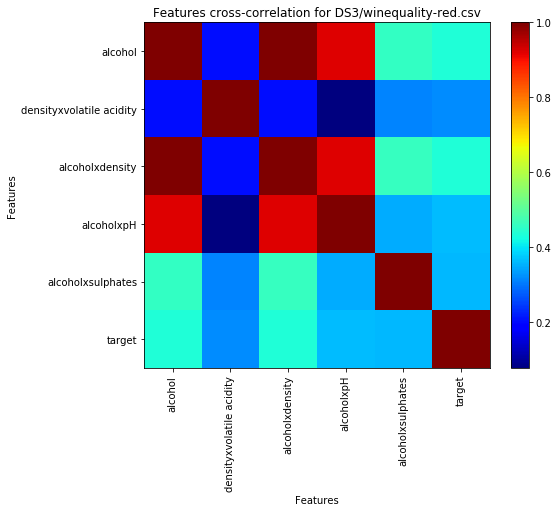 Features cross-correlation for DS3/winequality-red.csv
Features
alcohol
densityxvolatile acidity
alcoholxdensity
alcoholxpH
alcoholxsulphates
target
alcohol
densityxvolatile acidity
alcoholxdensity
alcoholxpH
alcoholxsulphates
target
Features
1.0
0.8
0.6
0.4
0.2